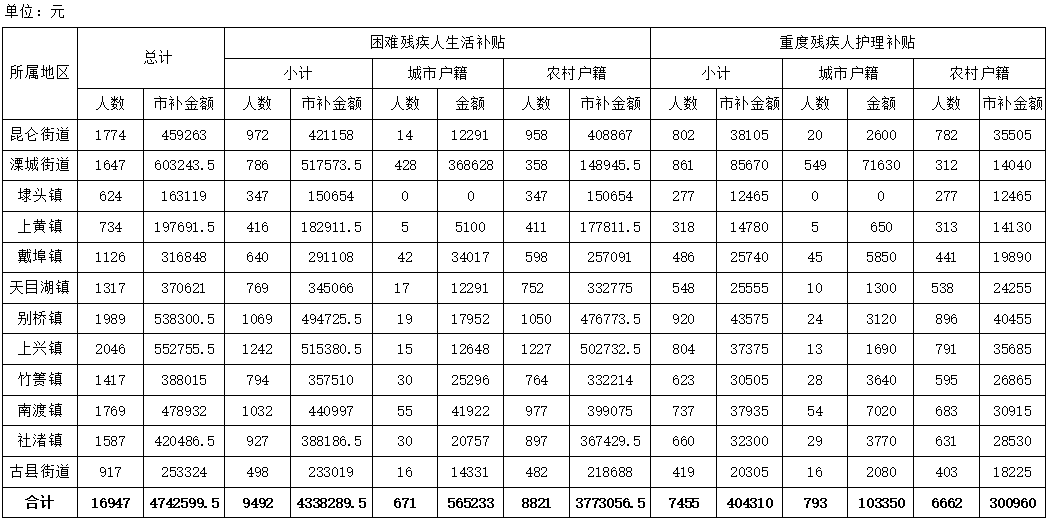 单位：元
所属地区 总计 困难残疾人生活补贴 重度残疾人护理补贴
小计 城市户籍 农村户籍 小计 城市户籍 农村户籍
人数 市补金额 人数 市补金额 人数 金额 人数 市补金额 人数 市补金额 人数 金额 人数 市补金额
昆仑街道 1774 459263 972 421158 14 12291 958 408867 802 38105 20 2600 782 35505
溧城街道 1647 603243.5 786 517573.5 428 368628 358 148945.5 861 85670 549 71630 312 14040
埭头镇 624 163119 347 150654 0 0 347 150654 277 12465 0 0 277 12465
上黄镇 734 197691.5 416 182911.5 5 5100 411 177811.5 318 14780 5 650 313 14130
戴埠镇 1126 316848 640 291108 42 34017 598 257091 486 25740 45 5850 441 19890
天目湖镇 1317 370621 769 345066 17 12291 752 332775 548 25555 10 1300 538 24255
别桥镇 1989 538300.5 1069 494725.5 19 17952 1050 476773.5 920 43575 24 3120 896 40455
上兴镇 2046 552755.5 1242 515380.5 15 12648 1227 502732.5 804 37375 13 1690 791 35685
竹箦镇 1417 388015 794 357510 30 25296 764 332214 623 30505 28 3640 595 26865
南渡镇 1769 478932 1032 440997 55 41922 977 399075 737 37935 54 7020 683 30915
社渚镇 1587 420486.5 927 388186.5 30 20757 897 367429.5 660 32300 29 3770 631 28530
古县街道 917 253324 498 233019 16 14331 482 218688 419 20305 16 2080 403 18225
合计 16947 4742599.5 9492 4338289.5 671 565233 8821 3773056.5 7455 404310 793 103350 6662 300960